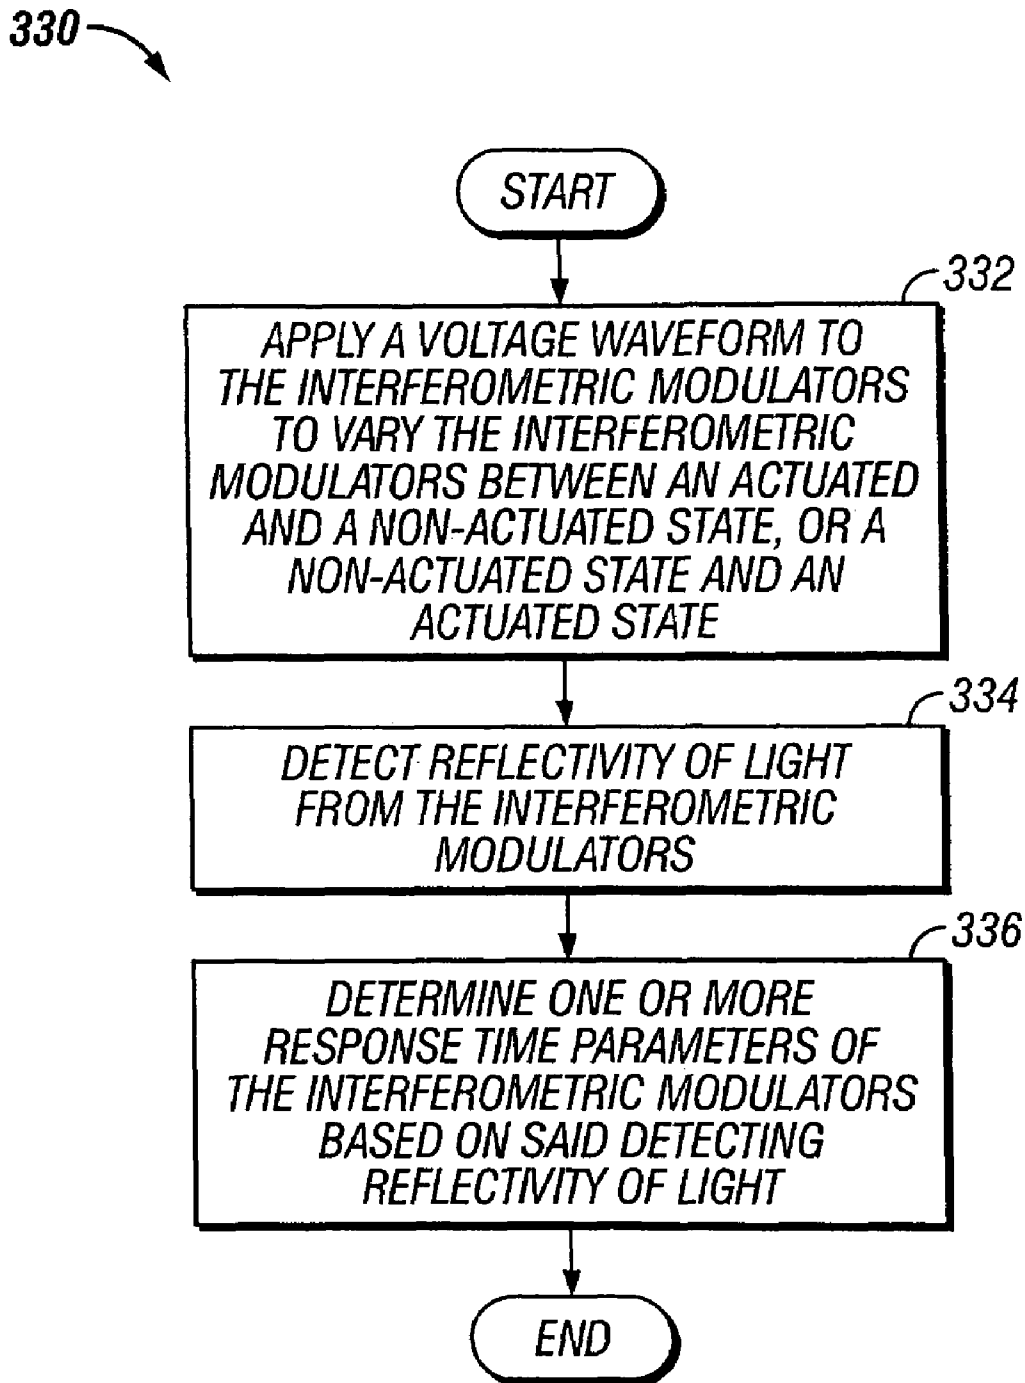 330
START
332
APPLY A VOLTAGE WAVEFORM TO
THE INTERFEROMETRIC MODULATORS
TO VARY THE INTERFEROMETRIC
MODULATORS BETWEEN AN ACTUATED
AND A NON-ACTUATED STATE, OR A
NON-ACTUATED STATE AND AN
ACTUATED STATE
334
DETECT REFLECTIVITY OF LIGHT
FROM THE INTERFEROMETRIC
MODULATORS
336
DETERMINE ONE OR MORE
RESPONSE TIME PARAMETERS OF
THE INTERFEROMETRIC MODULATORS
BASED ON SAID DETECTING
REFLECTIVITY OF LIGHT
END